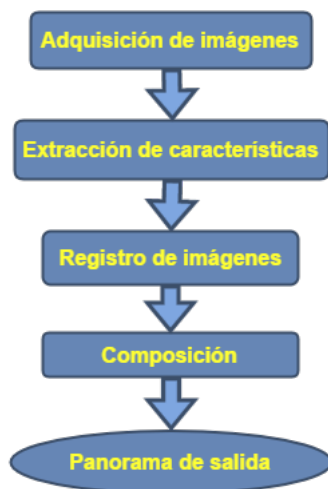 Adquisición de imágenes
Extracción de características
Registro de imágenes
Composición
Panorama de salida